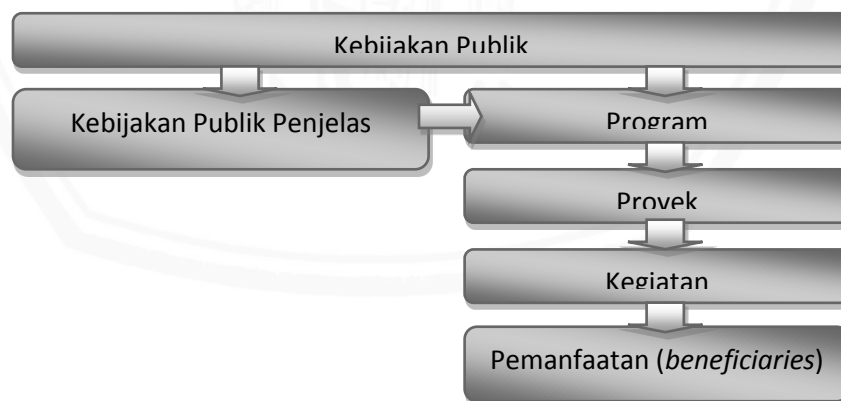 Kebijakan Publik
Kebijakan Publik Penjelas
Program
Proyek
Kegiatan
Pemanfaatan (beneficiaries)